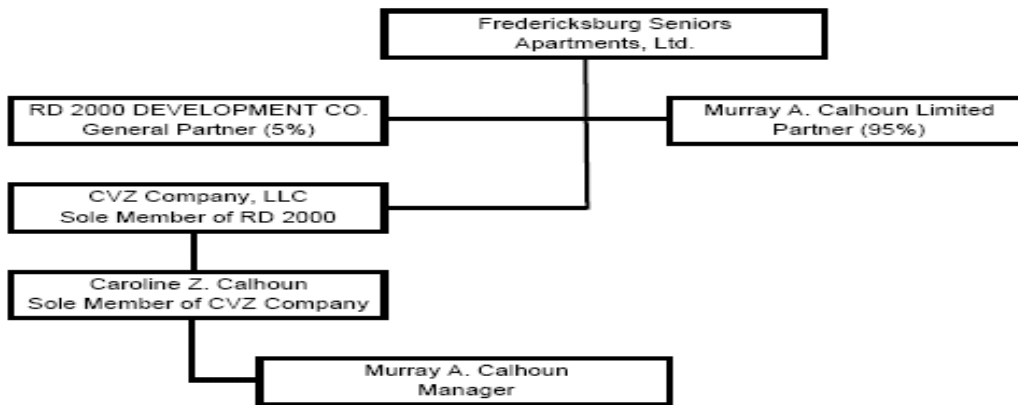 Fredericksburg Seniors
Apartments, Ltd.
RD 2000 DEVELOPMENT CO.
General Partner (5%)
Murray A. Calhoun Limited
Partner (95%)
CVZ Company, LLC
Sole Member of RD 2000
Caroline Z. Calhoun
Sole Member of CVZ Company
Murray A. Calhoun
Manager